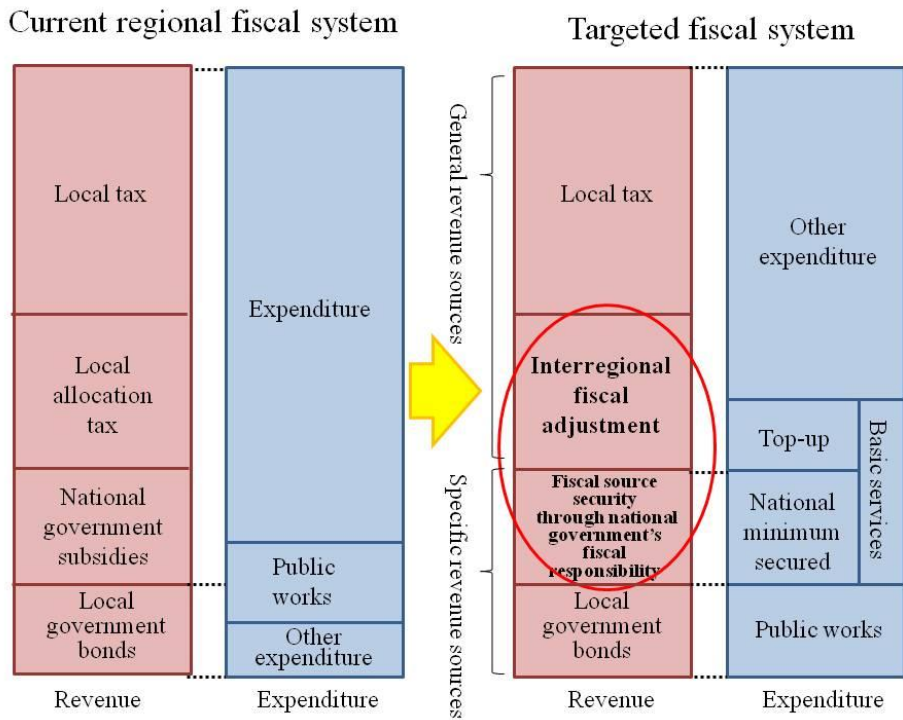 Current regional fiscal system
Local tax
Local
allocation
tax
National
government
subsidies
Local
government
bonds
Revenue
Expenditure
Public
works
Other
expenditure
Expenditure
Targeted fiscal system
General revenue sources
Specific revenue sources
Local tax
Interregional
fiscal
adjustment
Fiscal source
security
through national
government’s
fiscal
responsibility
Local
government
bonds
Revenue
Other
expenditure
Top-up
National
minimum
secured
Basic services
Public works
Expenditure